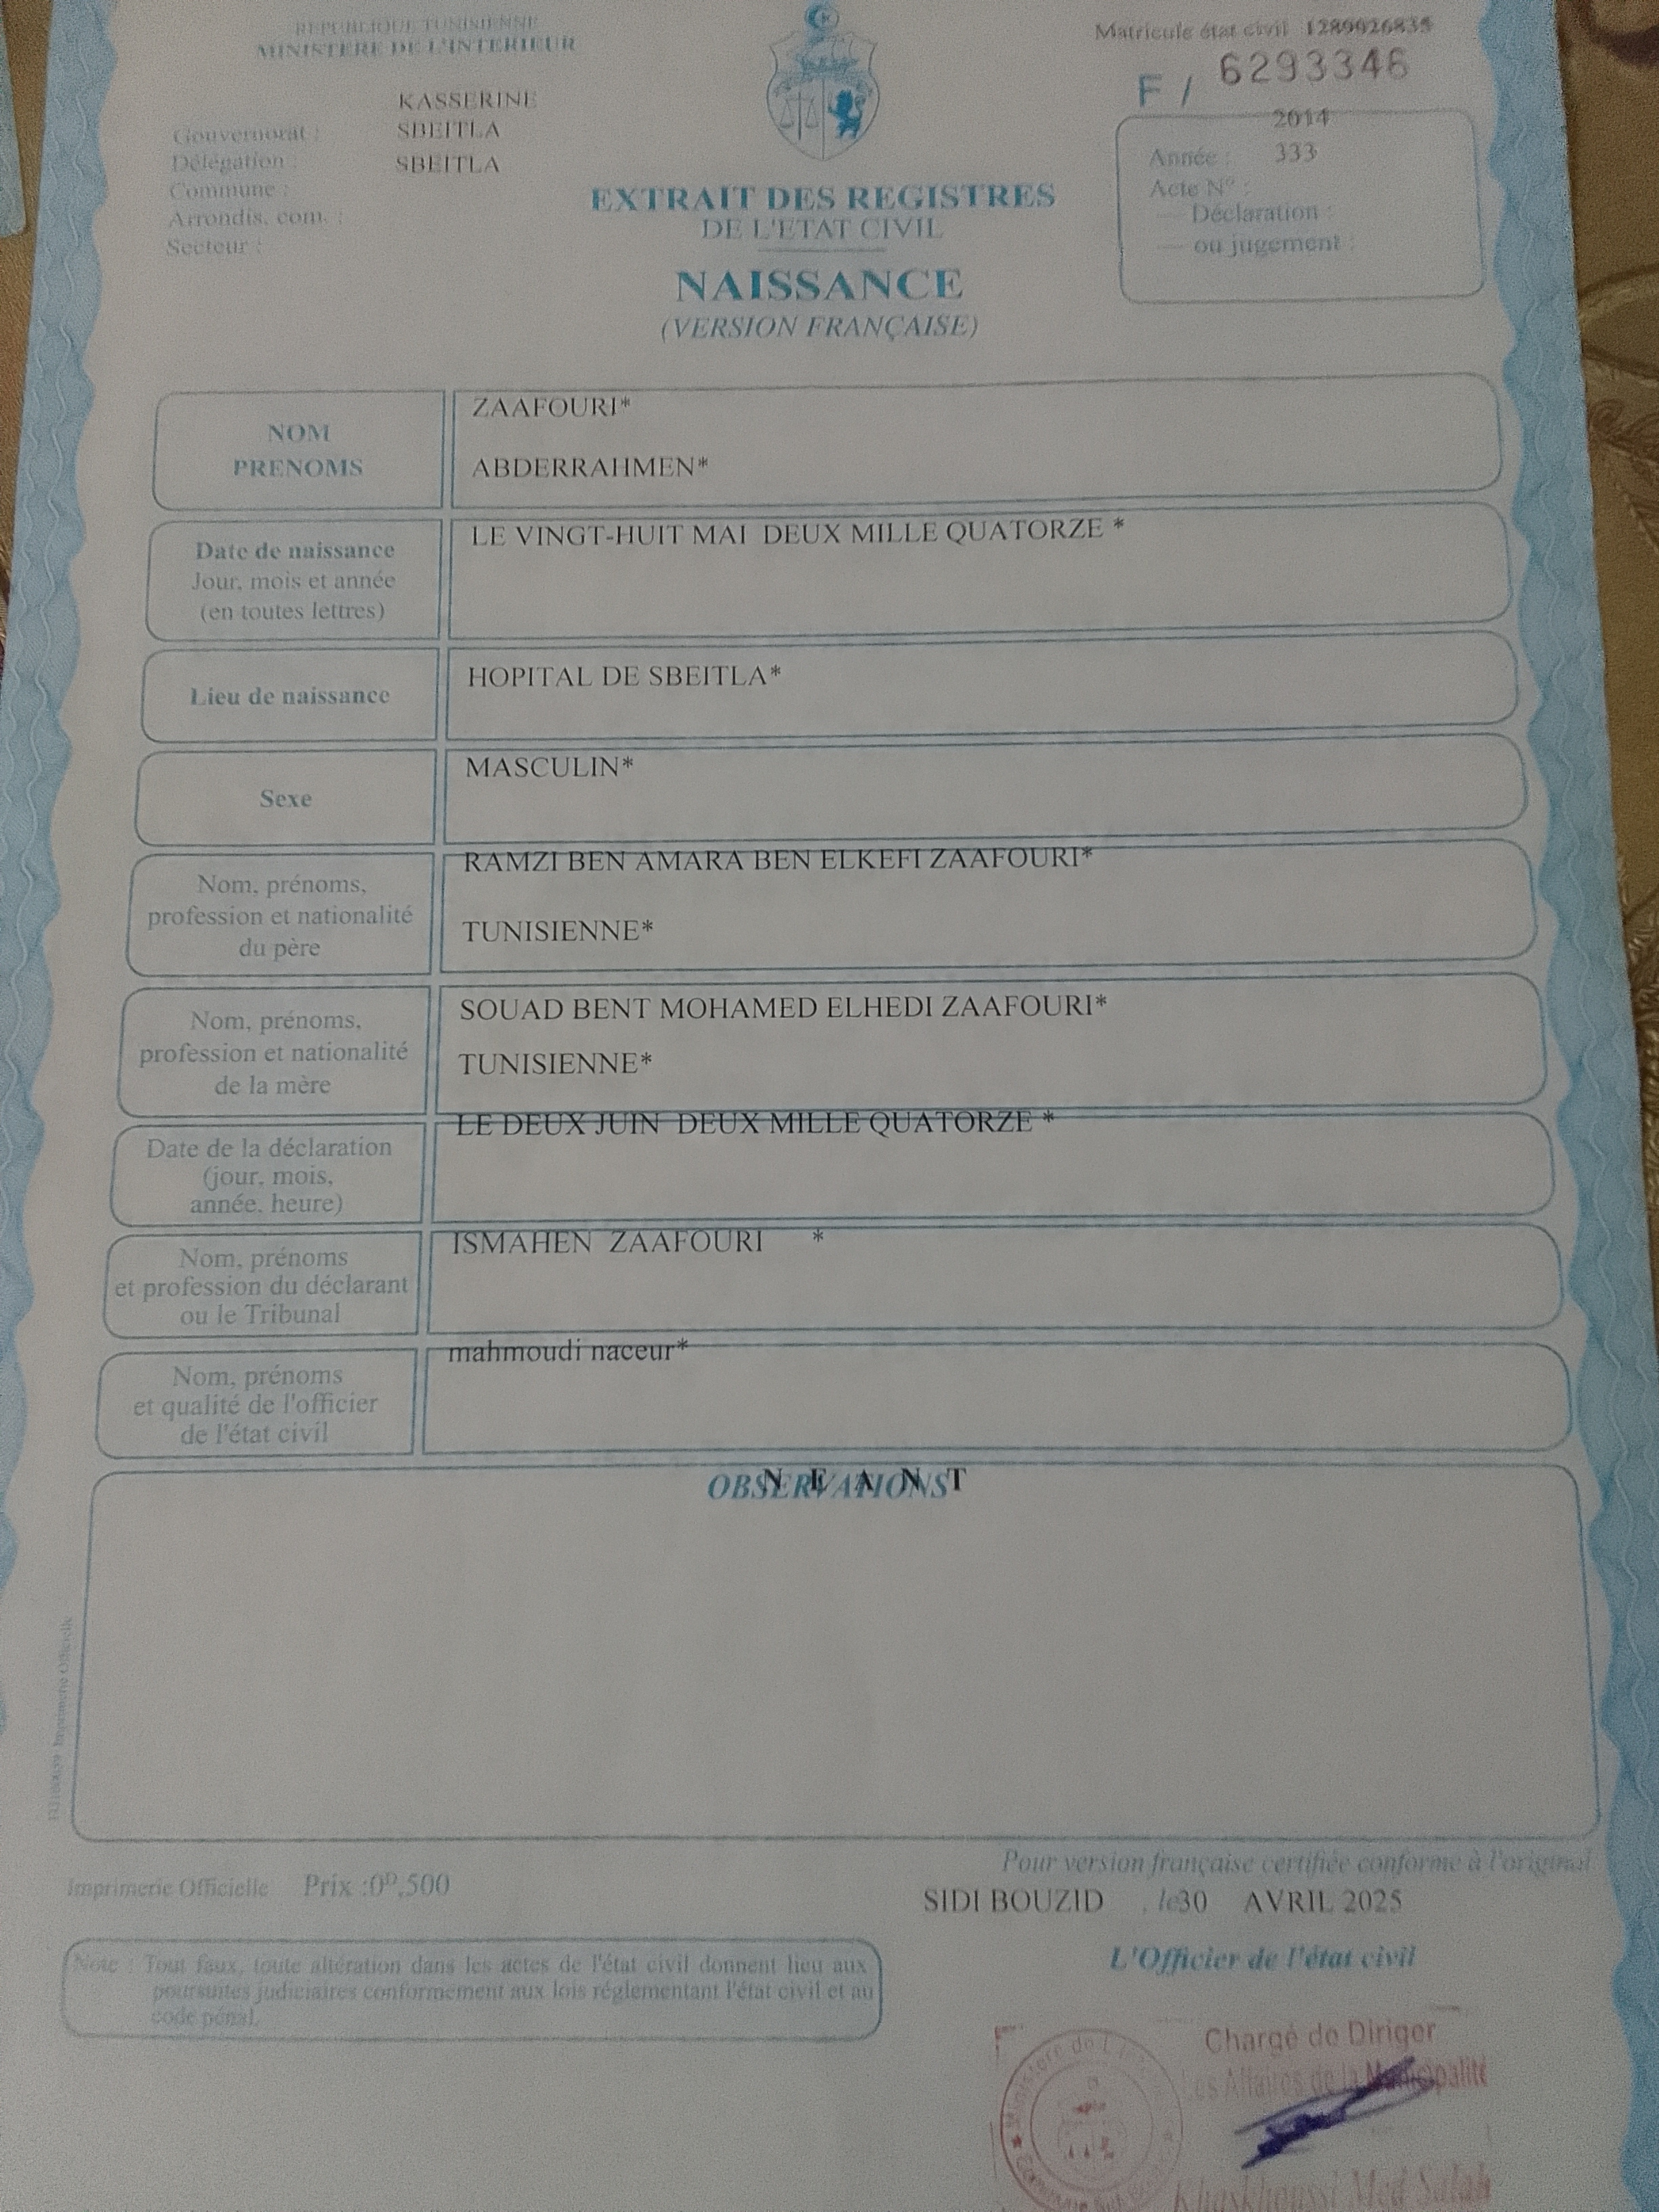 REPUBLIQUE TUNISIENNE
MINISTERE DE L'INTERIEUR
Matricule état civil 1289926835
F / 6293346
KASSERINE
Gouvernorat : SBEITLA
Délégation : SBEITLA
Commune :
Arrondis. com. :
Secteur :
2014
Année : 333
Acte N° :
— Déclaration :
— ou jugement :
EXTRAIT DES REGISTRES
DE L'ETAT CIVIL
NAISSANCE
(VERSION FRANÇAISE)
NOM
PRENOMS
ZAAFOURI*
ABDERRAHMEN*
Date de naissance
Jour, mois et année
(en toutes lettres)
LE VINGT-HUIT MAI DEUX MILLE QUATORZE *
Lieu de naissance
HOPITAL DE SBEITLA*
Sexe
MASCULIN*
Nom, prénoms,
profession et nationalité
du père
RAMZI BEN AMARA BEN ELKEFI ZAAFOURI*
TUNISIENNE*
Nom, prénoms,
profession et nationalité
de la mère
SOUAD BENT MOHAMED ELHEDI ZAAFOURI*
TUNISIENNE*
Date de la déclaration
(jour, mois,
année, heure)
LE DEUX JUIN DEUX MILLE QUATORZE *
Nom, prénoms
et profession du déclarant
ou le Tribunal
ISMAHEN ZAAFOURI *
Nom, prénoms
et qualité de l'officier
de l'état civil
mahmoudi naceur*
OBSERVATIONS
N E A N T
Imprimerie Officielle
Imprimerie Officielle Prix :0ᴰ,500
Pour version française certifiée conforme à l'original
SIDI BOUZID , le 30 AVRIL 2025
L'Officier de l'état civil
Note : Tout faux, toute altération dans les actes de l'état civil donnent lieu aux
poursuites judiciaires conformement aux lois réglementant l'état civil et au
code pénal.
Chargé de Diriger
Les Affaires de la Municipalité
Khaskhoussi Med Salah
Ministère de l'